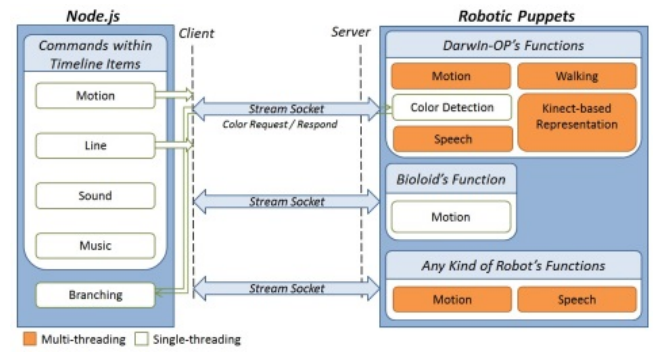 Node.js
Robotic Puppets
Client
Server
Commands within
Timeline Items
Motion
Line
Sound
Music
Branching
Stream Socket
Color Request / Respond
Stream Socket
Stream Socket
DarwIn-OP's Functions
Motion
Walking
Color Detection
Kinect-based
Representation
Speech
Bioloid's Function
Motion
Any Kind of Robot's Functions
Motion
Speech
Multi-threading
Single-threading